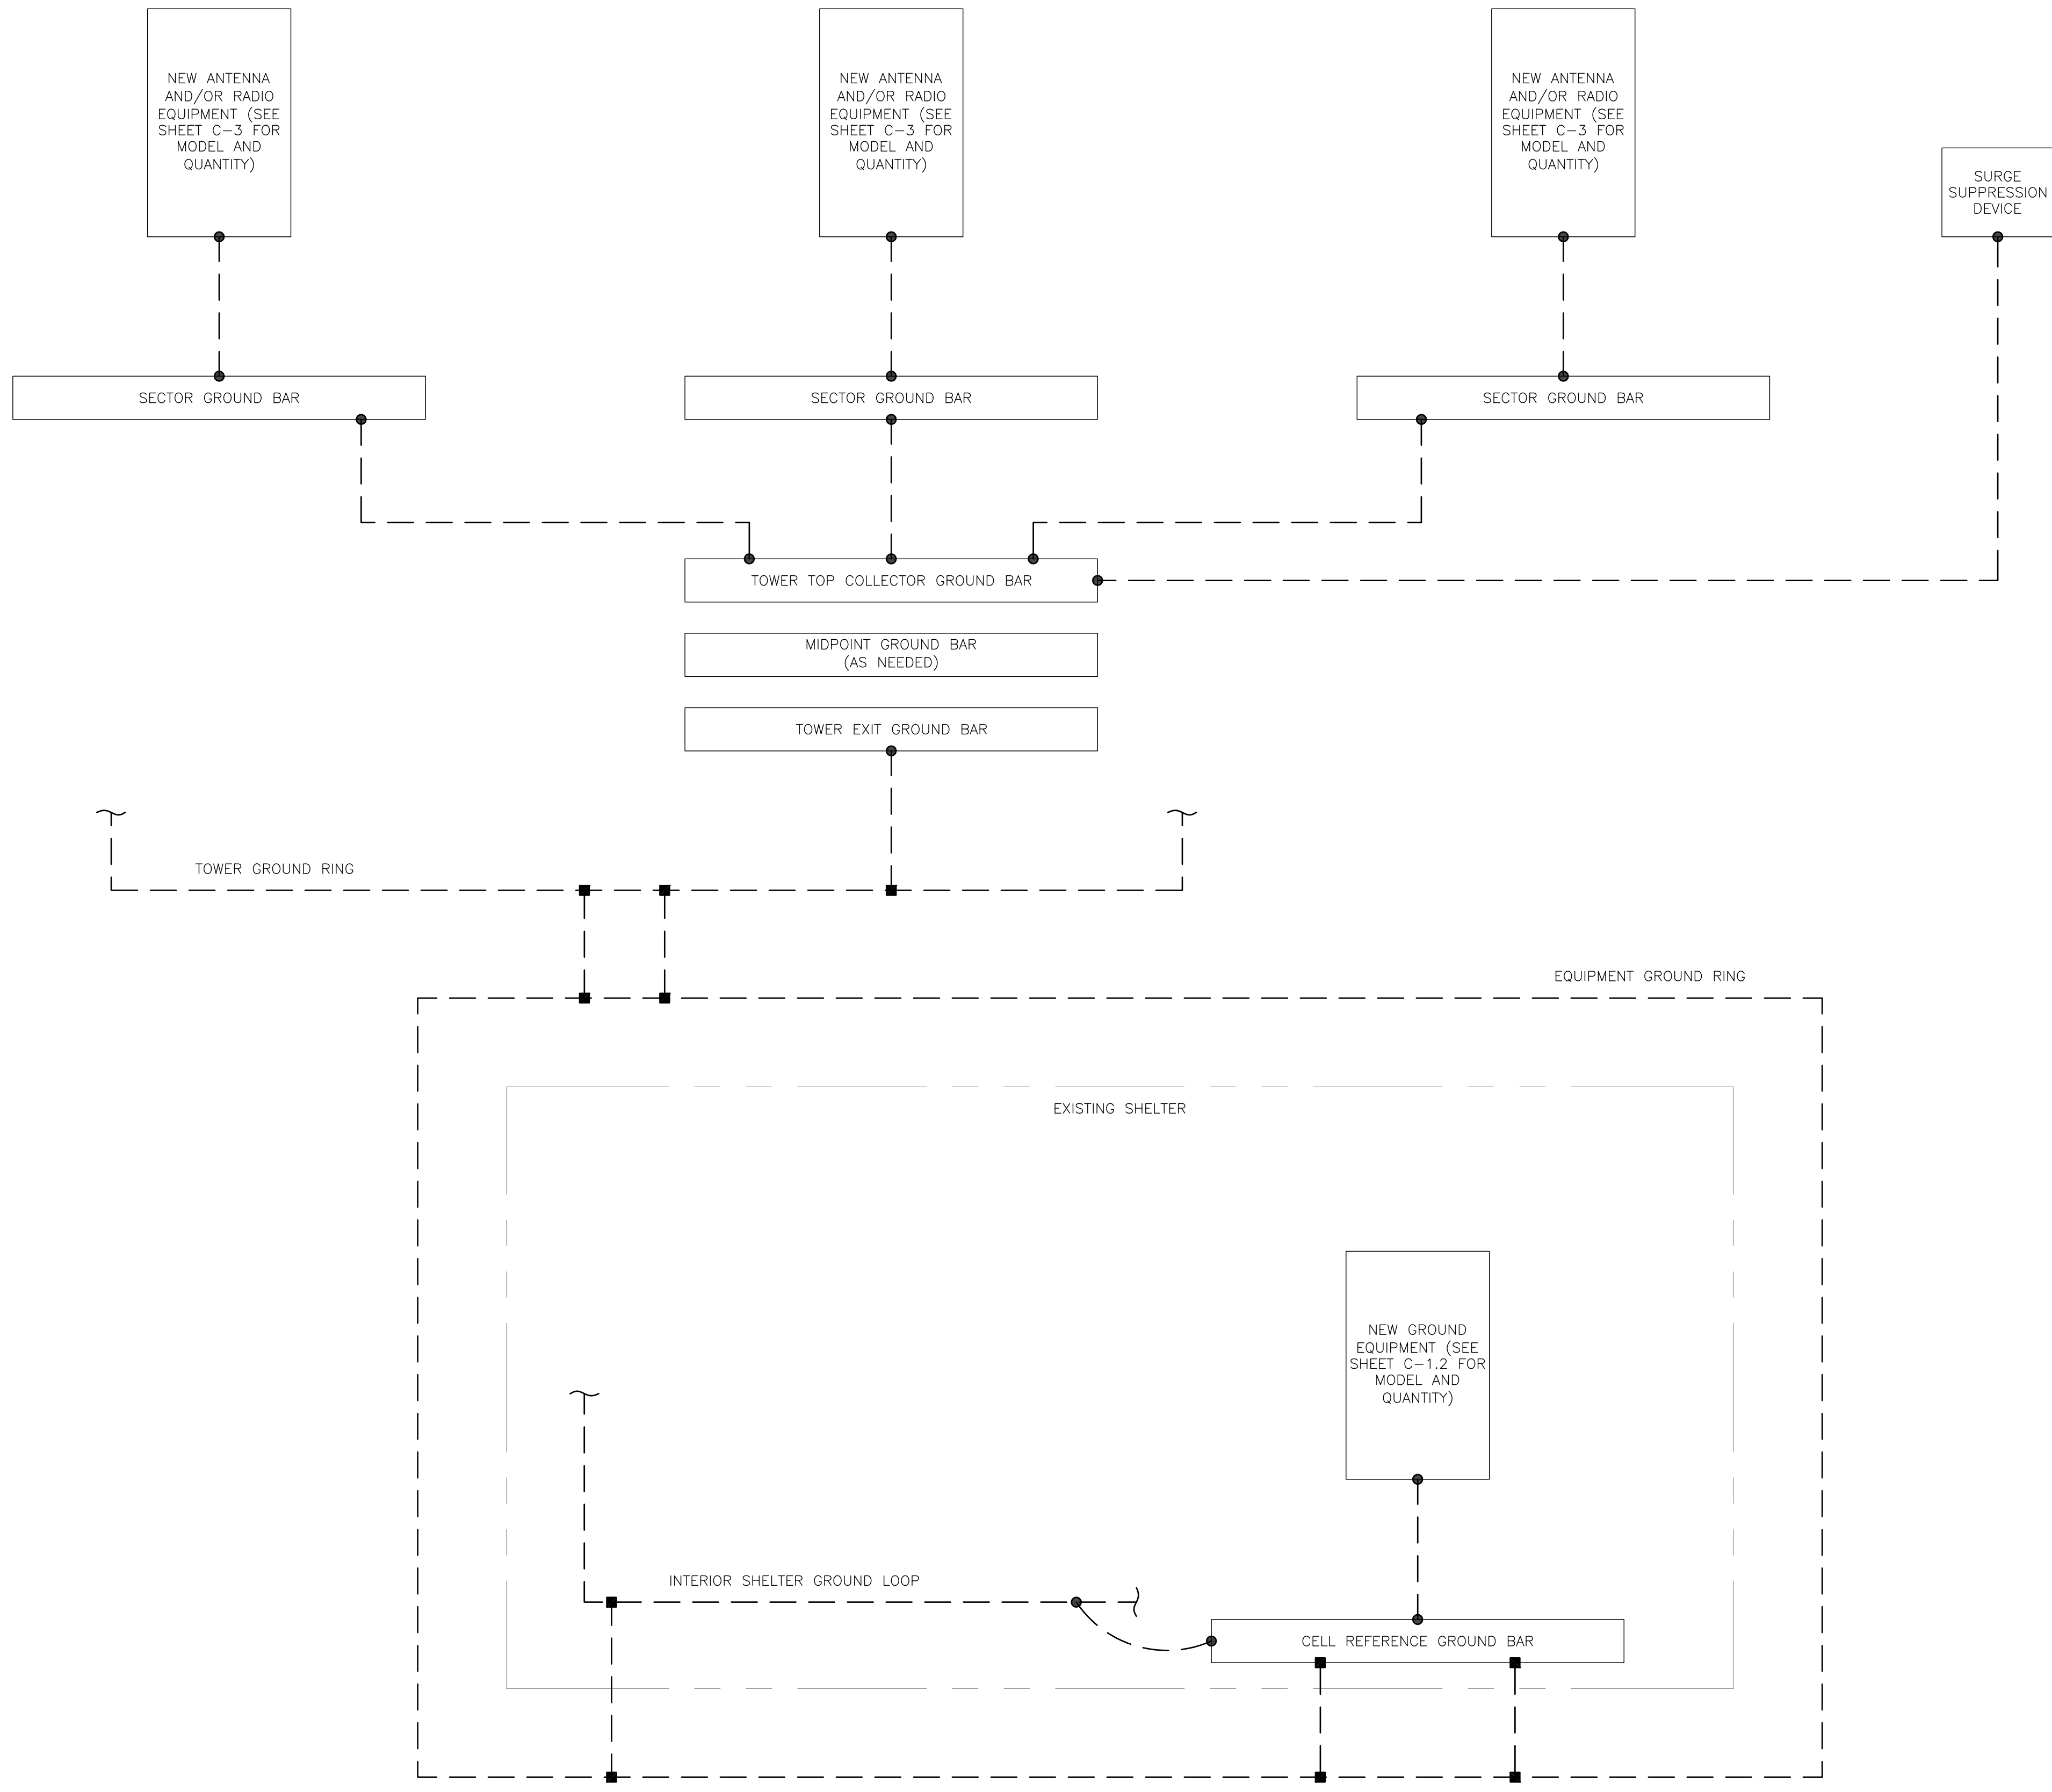 NEW ANTENNA
AND/OR RADIO
EQUIPMENT (SEE
SHEET C-3 FOR
MODEL AND
QUANTITY)
NEW ANTENNA
AND/OR RADIO
EQUIPMENT (SEE
SHEET C-3 FOR
MODEL AND
QUANTITY)
NEW ANTENNA
AND/OR RADIO
EQUIPMENT (SEE
SHEET C-3 FOR
MODEL AND
QUANTITY)
SURGE
SUPPRESSION
DEVICE
SECTOR GROUND BAR
SECTOR GROUND BAR
SECTOR GROUND BAR
TOWER TOP COLLECTOR GROUND BAR
MIDPOINT GROUND BAR
(AS NEEDED)
TOWER EXIT GROUND BAR
TOWER GROUND RING
EQUIPMENT GROUND RING
EXISTING SHELTER
NEW GROUND
EQUIPMENT (SEE
SHEET C-1.2 FOR
MODEL AND
QUANTITY)
INTERIOR SHELTER GROUND LOOP
CELL REFERENCE GROUND BAR